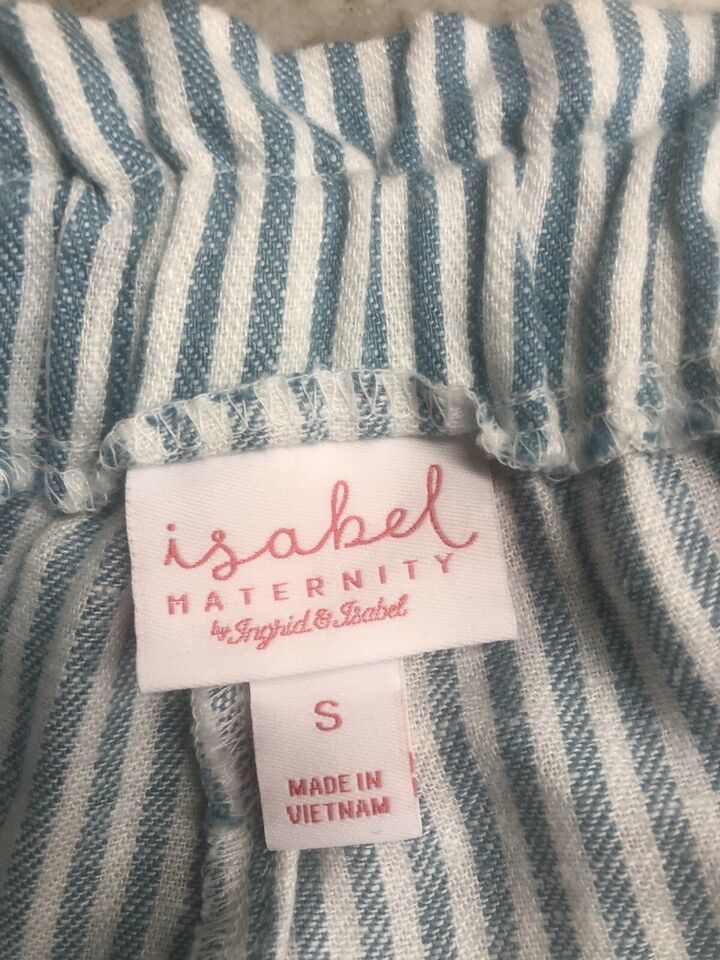 isabel
MATERNITY
by Ingrid & Isabel
S
MADE IN
VIETNAM